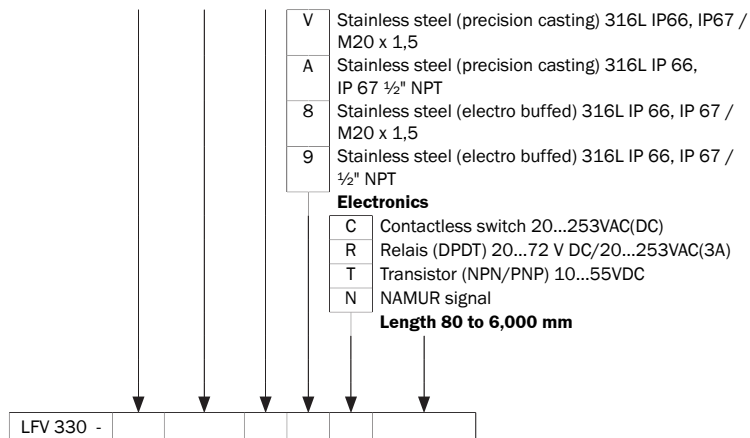 V Stainless steel (precision casting) 316L IP66, IP67 /
M20 x 1,5
A Stainless steel (precision casting) 316L IP 66,
IP 67 ½" NPT
8 Stainless steel (electro buffed) 316L IP 66, IP 67 /
M20 x 1,5
9 Stainless steel (electro buffed) 316L IP 66, IP 67 /
½" NPT
Electronics
C Contactless switch 20...253VAC(DC)
R Relais (DPDT) 20...72 V DC/20...253VAC(3A)
T Transistor (NPN/PNP) 10...55VDC
N NAMUR signal
Length 80 to 6,000 mm
LFV 330 -